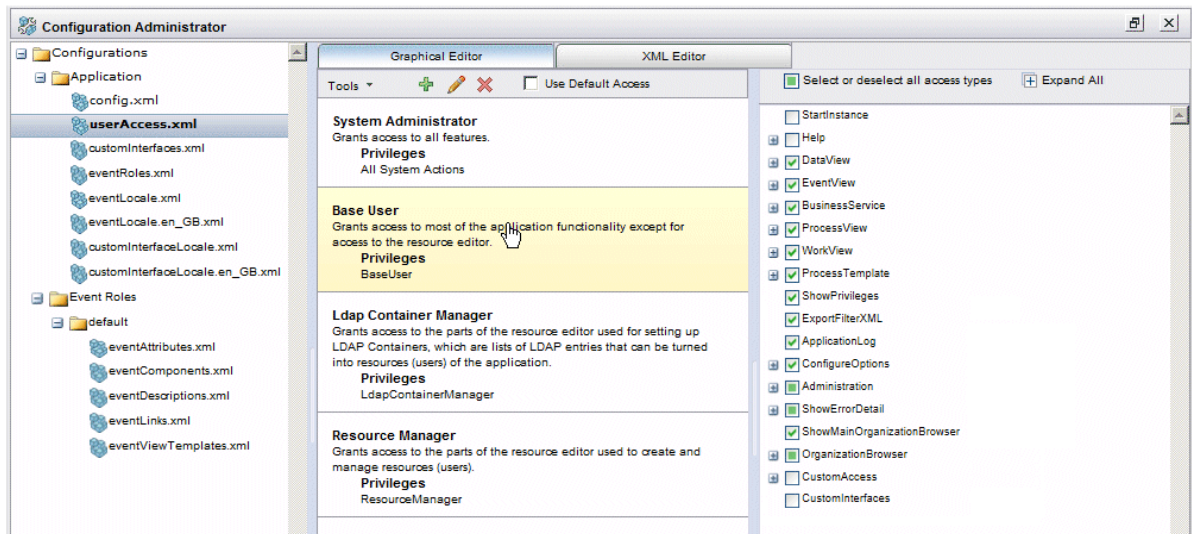 Configuration Administrator
Configurations
Application
config.xml
userAccess.xml
customInterfaces.xml
eventRoles.xml
eventLocale.xml
eventLocale.en_GB.xml
customInterfaceLocale.xml
customInterfaceLocale.en_GB.xml
Event Roles
default
eventAttributes.xml
eventComponents.xml
eventDescriptions.xml
eventLinks.xml
eventViewTemplates.xml
Graphical Editor
XML Editor
Tools
Use Default Access
System Administrator
Grants access to all features.
Privileges
All System Actions
Base User
Grants access to most of the application functionality except for
access to the resource editor.
Privileges
BaseUser
Ldap Container Manager
Grants access to the parts of the resource editor used for setting up
LDAP Containers, which are lists of LDAP entries that can be turned
into resources (users) of the application.
Privileges
LdapContainerManager
Resource Manager
Grants access to the parts of the resource editor used to create and
manage resources (users).
Privileges
ResourceManager
Select or deselect all access types
Expand All
StartInstance
Help
DataView
EventView
BusinessService
ProcessView
WorkView
ProcessTemplate
ShowPrivileges
ExportFilterXML
ApplicationLog
ConfigureOptions
Administration
ShowErrorDetail
ShowMainOrganizationBrowser
OrganizationBrowser
CustomAccess
CustomInterfaces